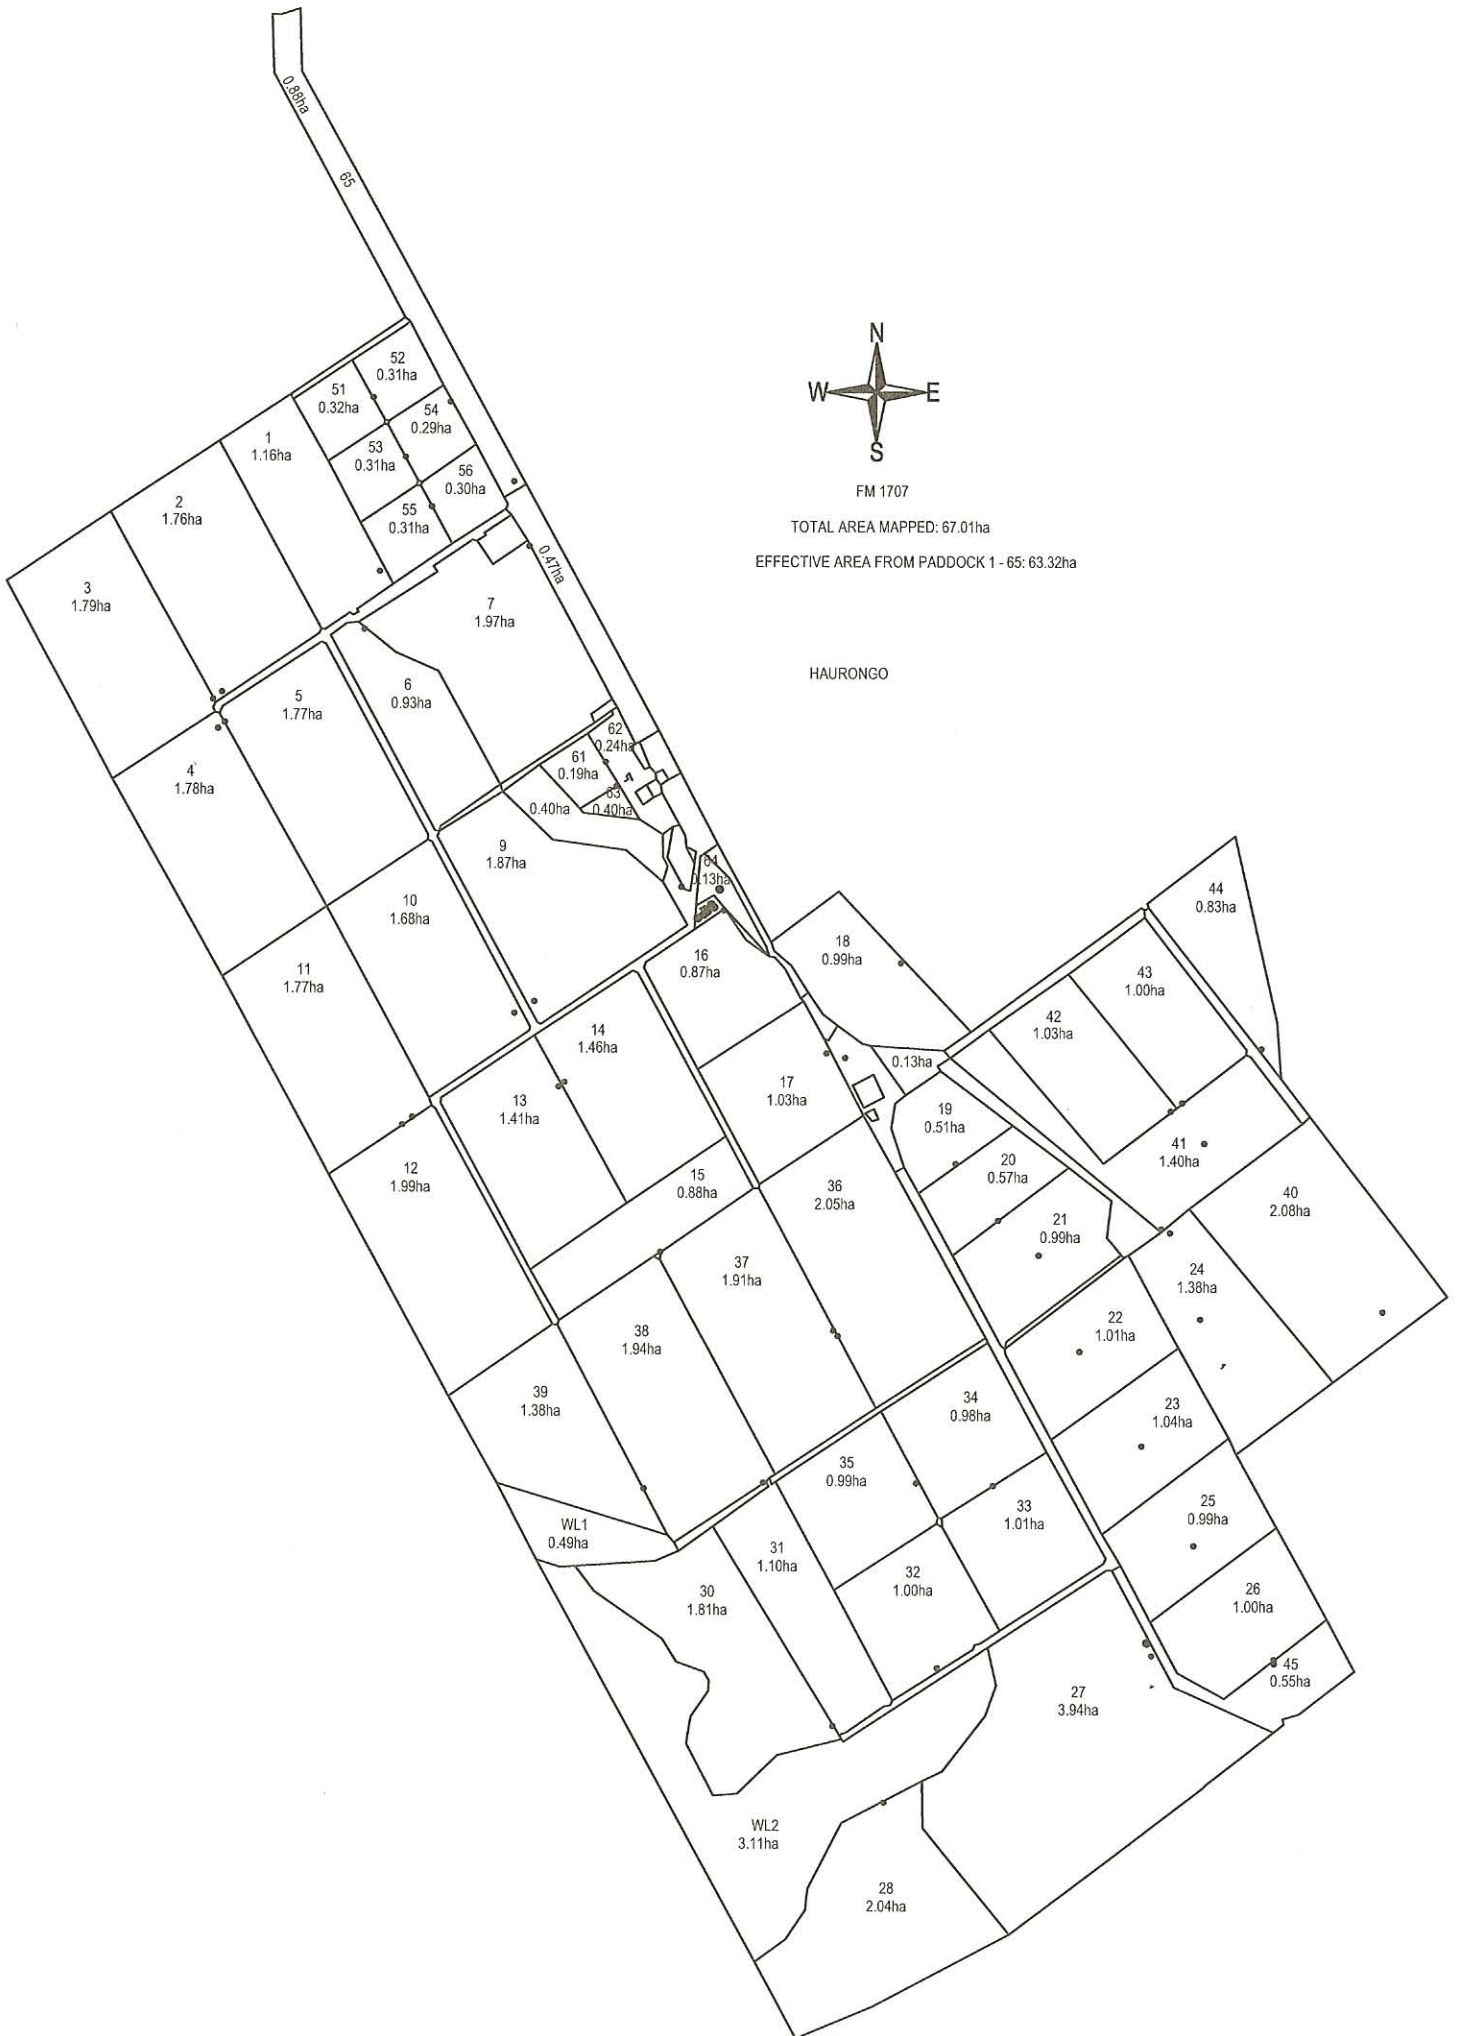 0.88ha
65
N
W
E
S
FM 1707
TOTAL AREA MAPPED: 67.01ha
EFFECTIVE AREA FROM PADDOCK 1 - 65: 63.32ha
HAURONGO
52
0.31ha
51
0.32ha
54
0.29ha
1
1.16ha
53
0.31ha
56
0.30ha
2
1.76ha
55
0.31ha
0.47ha
3
1.79ha
7
1.97ha
5
1.77ha
6
0.93ha
62
0.24ha
61
0.19ha
4
1.78ha
63
0.40ha
0.40ha
9
1.87ha
64
0.13ha
44
0.83ha
10
1.68ha
18
0.99ha
16
0.87ha
11
1.77ha
43
1.00ha
42
1.03ha
14
1.46ha
0.13ha
17
1.03ha
13
1.41ha
19
0.51ha
41
1.40ha
12
1.99ha
20
0.57ha
15
0.88ha
36
2.05ha
40
2.08ha
21
0.99ha
37
1.91ha
24
1.38ha
22
1.01ha
38
1.94ha
39
1.38ha
34
0.98ha
23
1.04ha
35
0.99ha
25
0.99ha
33
1.01ha
WL1
0.49ha
31
1.10ha
32
1.00ha
30
1.81ha
26
1.00ha
45
0.55ha
27
3.94ha
WL2
3.11ha
28
2.04ha